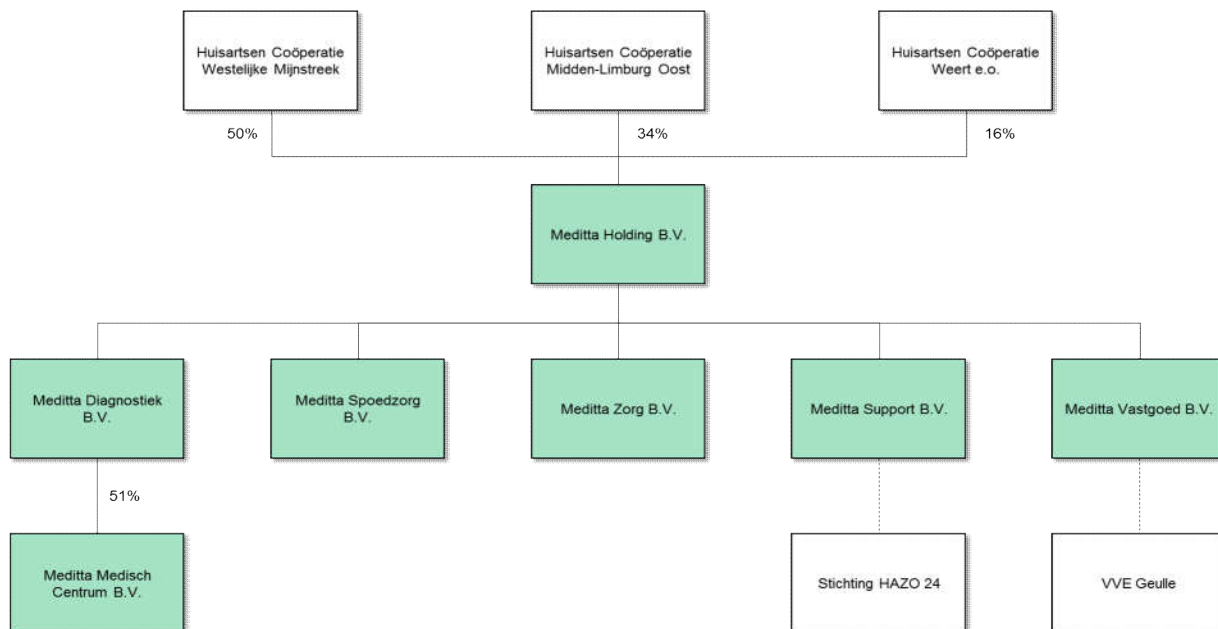 Huisartsen Coöperatie
Westelijke Mijnstreek
Huisartsen Coöperatie
Midden-Limburg Oost
Huisartsen Coöperatie
Weert e.o.
50%
34%
16%
Meditta Holding B.V.
Meditta Diagnostiek
B.V.
Meditta Spoedzorg
B.V.
Meditta Zorg B.V.
Meditta Support B.V.
Meditta Vastgoed B.V.
51%
Meditta Medisch
Centrum B.V.
Stichting HAZO 24
VVE Geulle